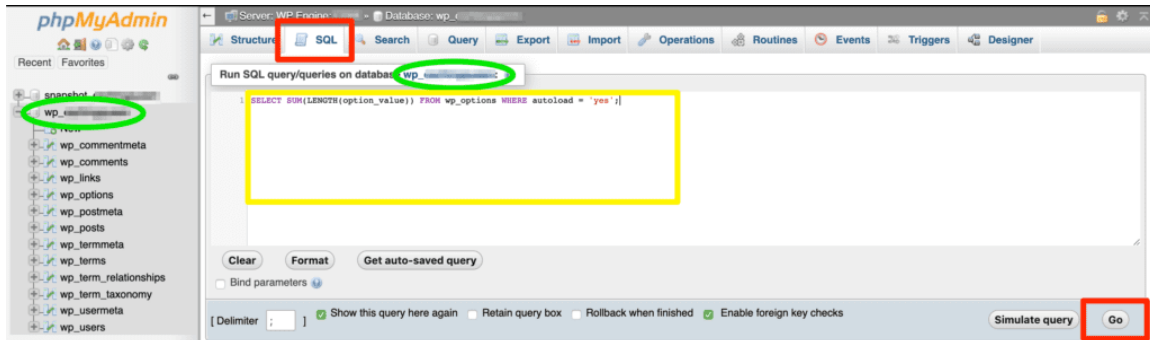 phpMyAdmin
Recent Favorites
snapshot_
wp_
New
wp_commentmeta
wp_comments
wp_links
wp_options
wp_postmeta
wp_posts
wp_termmeta
wp_terms
wp_term_relationships
wp_term_taxonomy
wp_usermeta
wp_users
Server: WP Engine: » Database: wp_
Structure SQL Search Query Export Import Operations Routines Events Triggers Designer
Run SQL query/queries on database wp_ :
1 SELECT SUM(LENGTH(option_value)) FROM wp_options WHERE autoload = 'yes';
Clear Format Get auto-saved query
Bind parameters
[ Delimiter ; ] Show this query here again Retain query box Rollback when finished Enable foreign key checks Simulate query Go